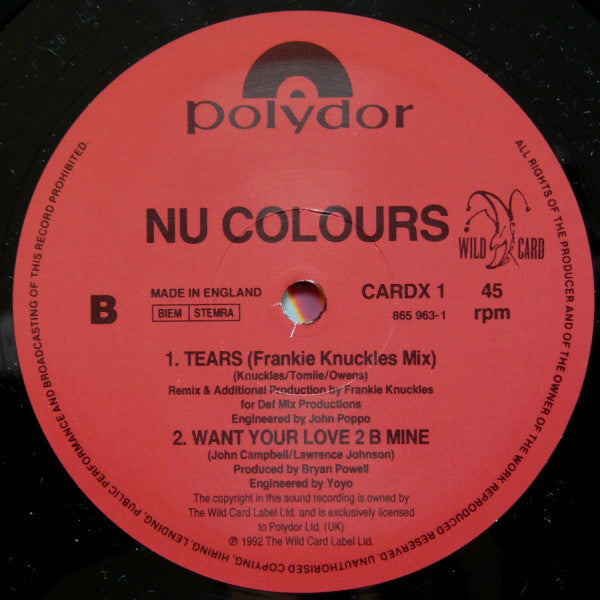 polydor
NU COLOURS
WILD CARD
B
MADE IN ENGLAND
BIEM STEMRA
CARDX 1
865 963-1
45
rpm
1. TEARS (Frankie Knuckles Mix)
(Knuckles/Tomiie/Owens)
Remix & Additional Production by Frankie Knuckles
for Def Mix Productions
Engineered by John Poppo
2. WANT YOUR LOVE 2 B MINE
(John Campbell/Lawrence Johnson)
Produced by Bryan Powell
Engineered by Yoyo
The copyright in this sound recording is owned by
The Wild Card Label Ltd. and is exclusively licensed
to Polydor Ltd. (UK)
℗ 1992 The Wild Card Label Ltd.
ALL RIGHTS OF THE PRODUCER AND OF THE OWNER OF THE WORK REPRODUCED RESERVED. UNAUTHORISED COPYING, HIRING, LENDING, PUBLIC PERFORMANCE AND BROADCASTING OF THIS RECORD PROHIBITED.